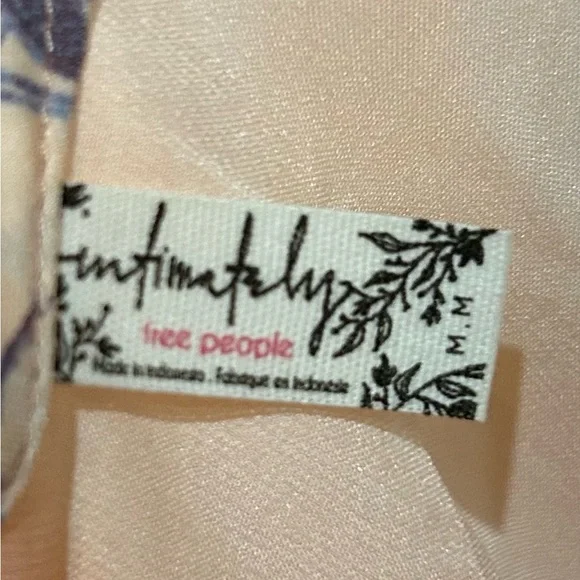 intimately
free people
Made in Indonesia . Fabriqué en Indonésie
M.M